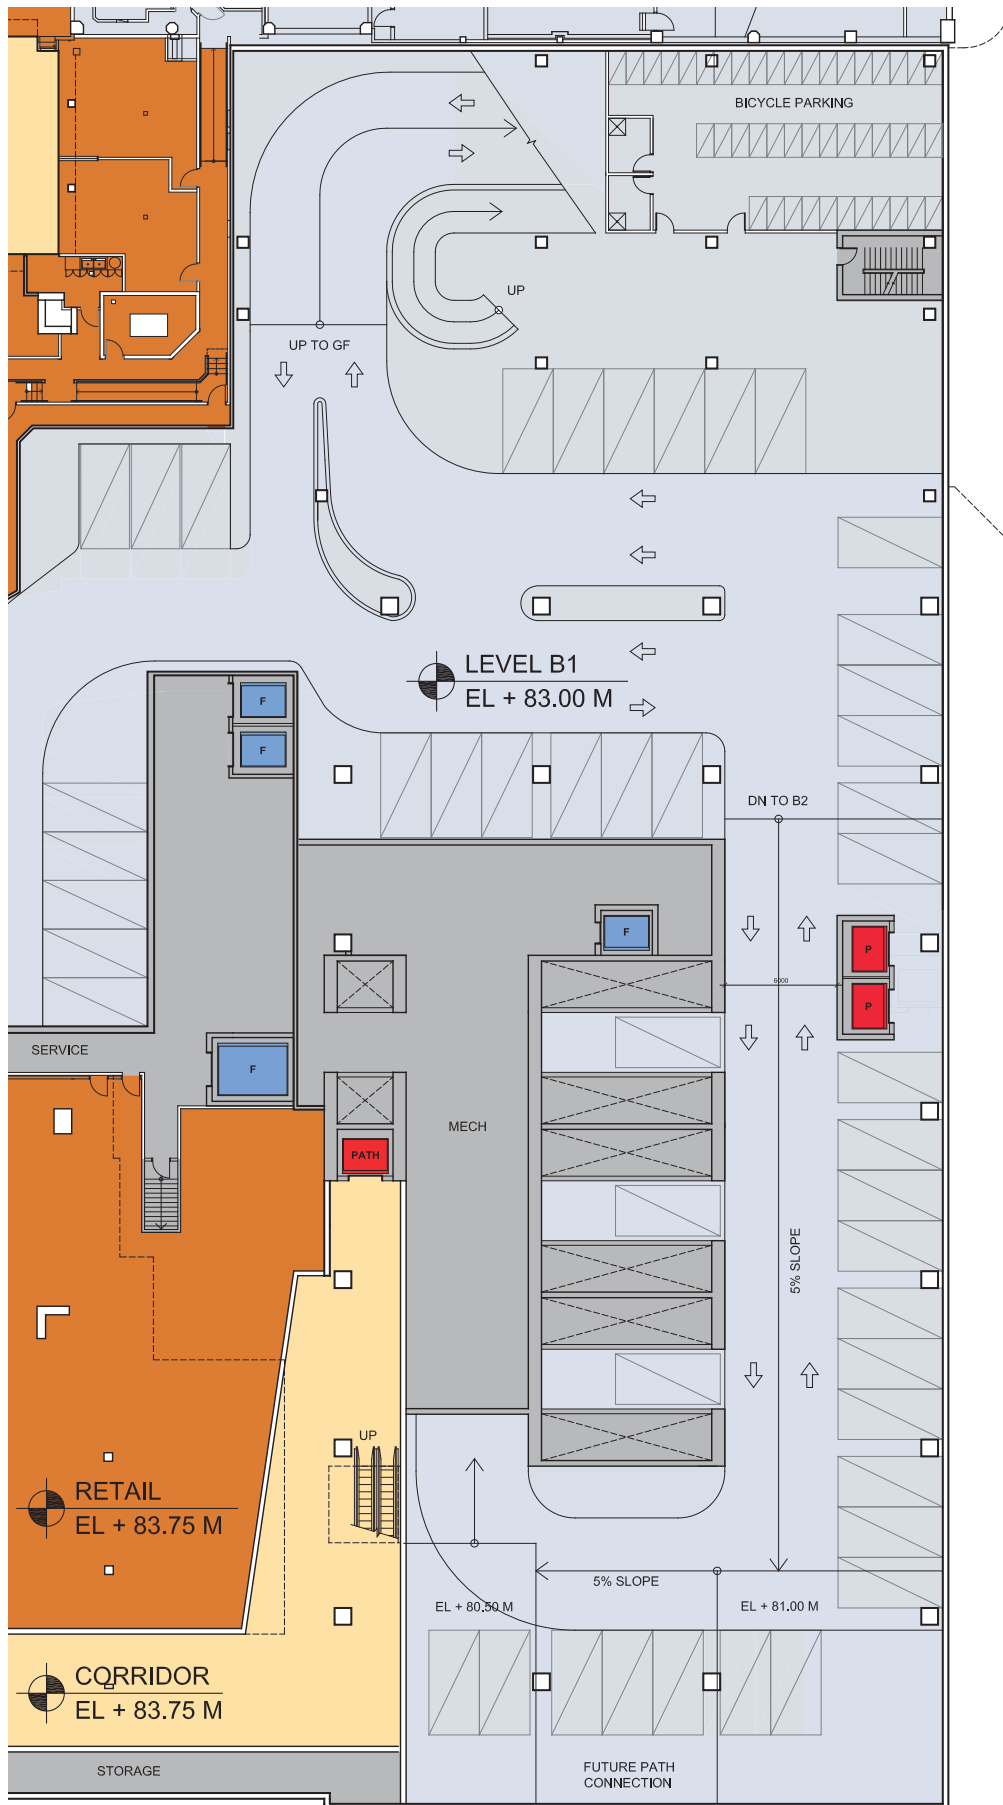 BICYCLE PARKING
UP
UP TO GF
LEVEL B1
EL + 83.00 M
F
F
DN TO B2
F
P
6000
P
SERVICE
F
MECH
PATH
5% SLOPE
UP
RETAIL
EL + 83.75 M
5% SLOPE
EL + 80.50 M
EL + 81.00 M
CORRIDOR
EL + 83.75 M
STORAGE
FUTURE PATH
CONNECTION